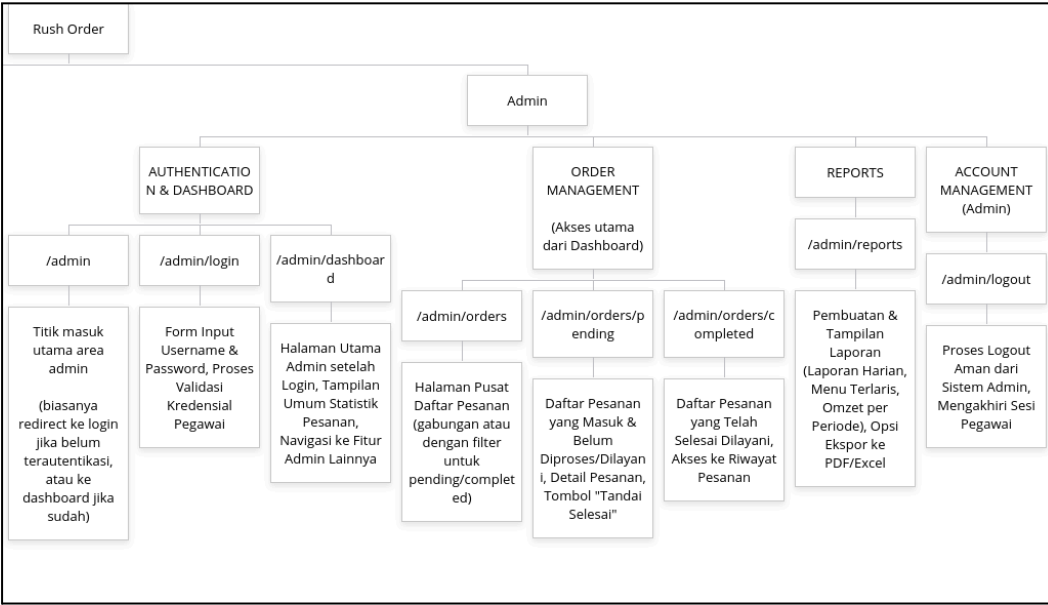 Rush Order
Admin
AUTHENTICATIO
N & DASHBOARD
ORDER
MANAGEMENT
(Akses utama
dari Dashboard)
REPORTS
ACCOUNT
MANAGEMENT
(Admin)
/admin
/admin/login
/admin/dashboar
d
/admin/orders
/admin/orders/p
ending
/admin/orders/c
ompleted
/admin/reports
/admin/logout
Titik masuk
utama area
admin
(biasanya
redirect ke login
jika belum
terautentikasi,
atau ke
dashboard jika
sudah)
Form Input
Username &
Password, Proses
Validasi
Kredensial
Pegawai
Halaman Utama
Admin setelah
Login, Tampilan
Umum Statistik
Pesanan,
Navigasi ke Fitur
Admin Lainnya
Halaman Pusat
Daftar Pesanan
(gabungan atau
dengan filter
untuk
pending/complet
ed)
Daftar Pesanan
yang Masuk &
Belum
Diproses/Dilayan
i, Detail Pesanan,
Tombol "Tandai
Selesai"
Daftar Pesanan
yang Telah
Selesai Dilayani,
Akses ke Riwayat
Pesanan
Pembuatan &
Tampilan
Laporan
(Laporan Harian,
Menu Terlaris,
Omzet per
Periode), Opsi
Ekspor ke
PDF/Excel
Proses Logout
Aman dari
Sistem Admin,
Mengakhiri Sesi
Pegawai